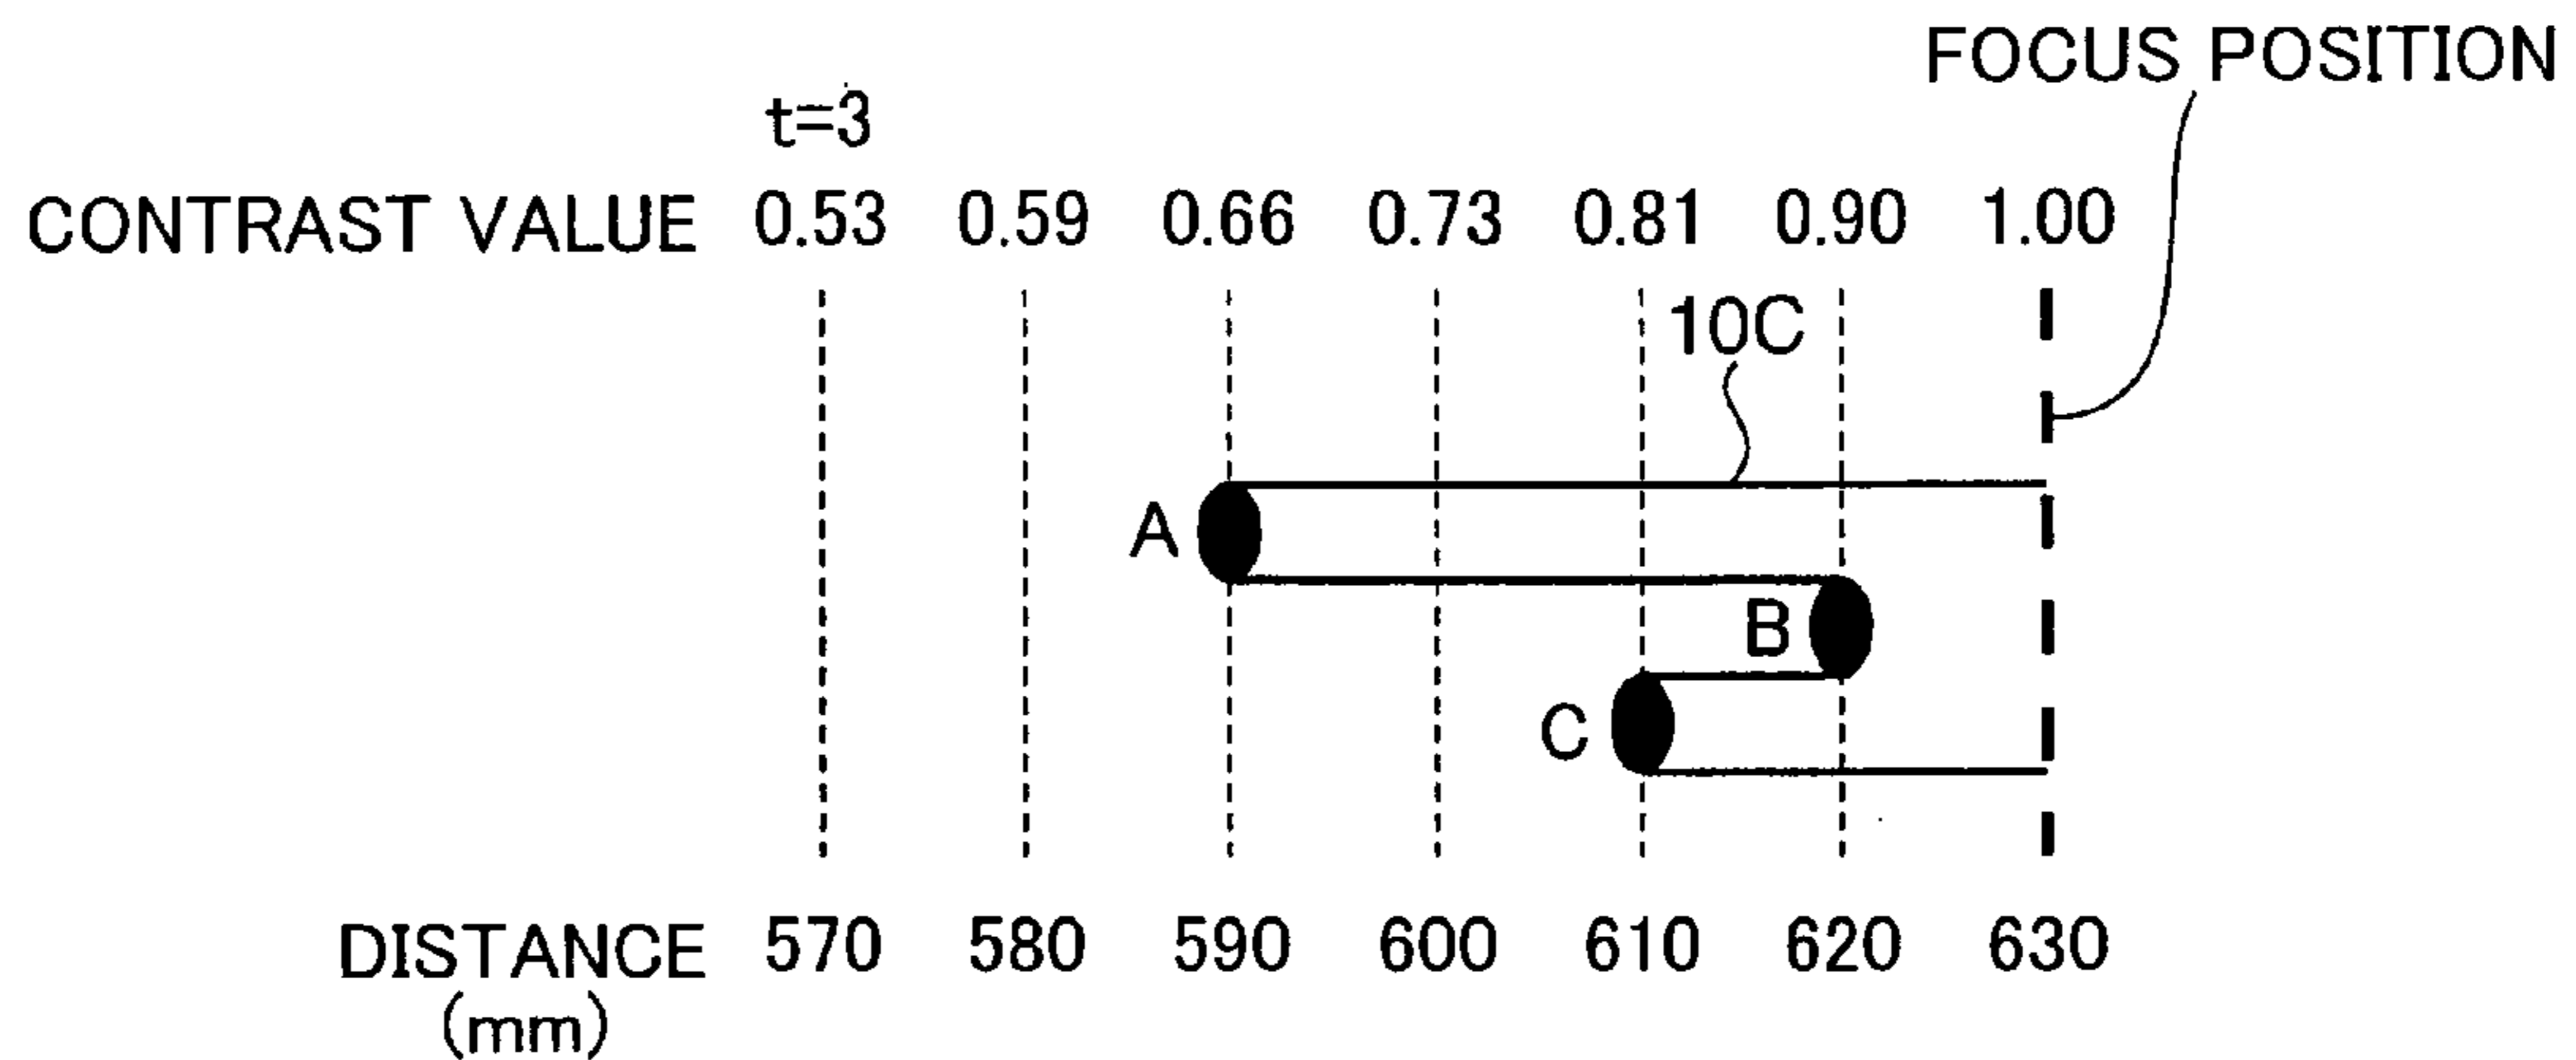 FOCUS POSITION
t=3
CONTRAST VALUE 0.53 0.59 0.66 0.73 0.81 0.90 1.00
10C
A
B
C
DISTANCE 570 580 590 600 610 620 630
(mm)